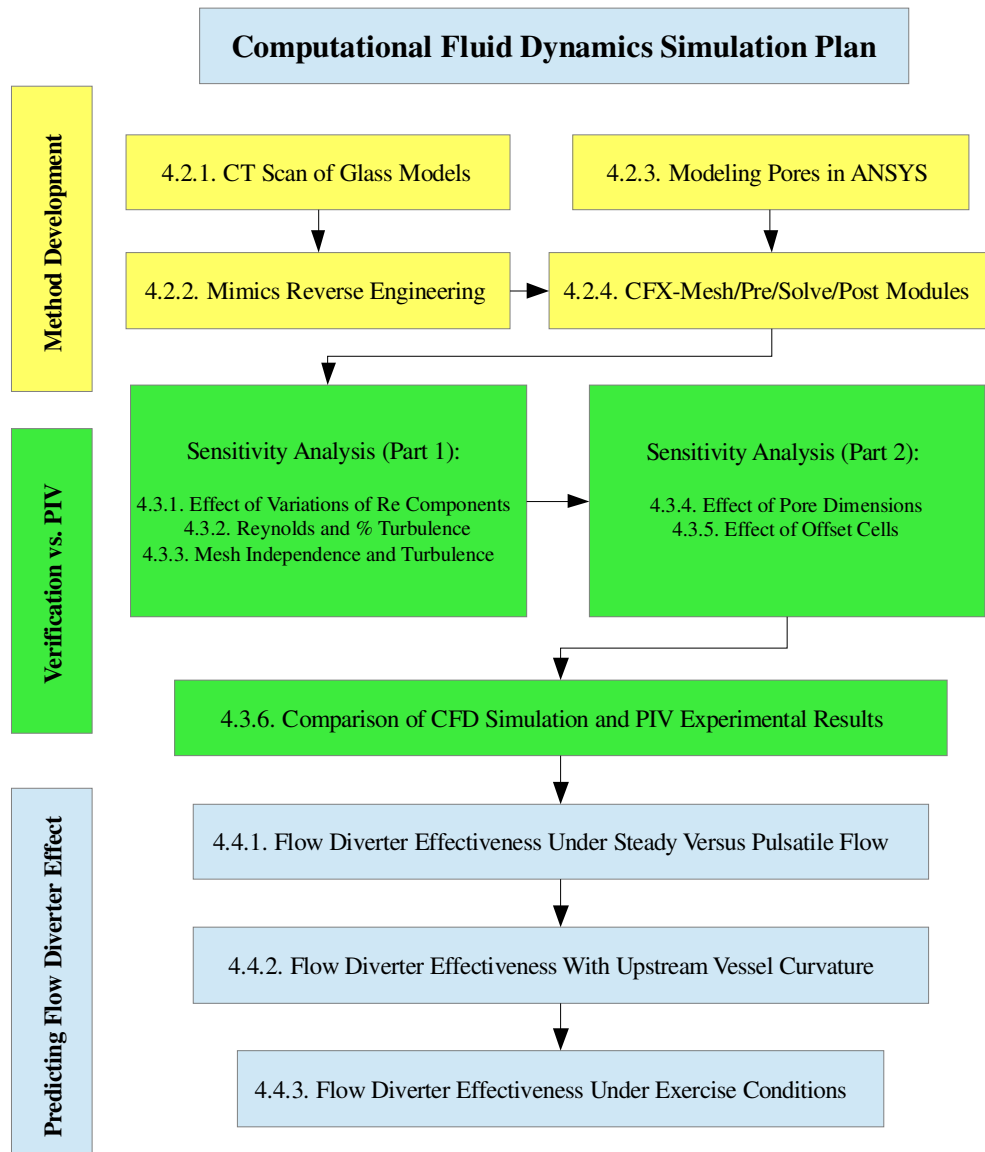 Computational Fluid Dynamics Simulation Plan
Method Development
4.2.1. CT Scan of Glass Models
4.2.3. Modeling Pores in ANSYS
4.2.2. Mimics Reverse Engineering
4.2.4. CFX-Mesh/Pre/Solve/Post Modules
Verification vs. PIV
Sensitivity Analysis (Part 1):
4.3.1. Effect of Variations of Re Components
4.3.2. Reynolds and % Turbulence
4.3.3. Mesh Independence and Turbulence
Sensitivity Analysis (Part 2):
4.3.4. Effect of Pore Dimensions
4.3.5. Effect of Offset Cells
4.3.6. Comparison of CFD Simulation and PIV Experimental Results
Predicting Flow Diverter Effect
4.4.1. Flow Diverter Effectiveness Under Steady Versus Pulsatile Flow
4.4.2. Flow Diverter Effectiveness With Upstream Vessel Curvature
4.4.3. Flow Diverter Effectiveness Under Exercise Conditions